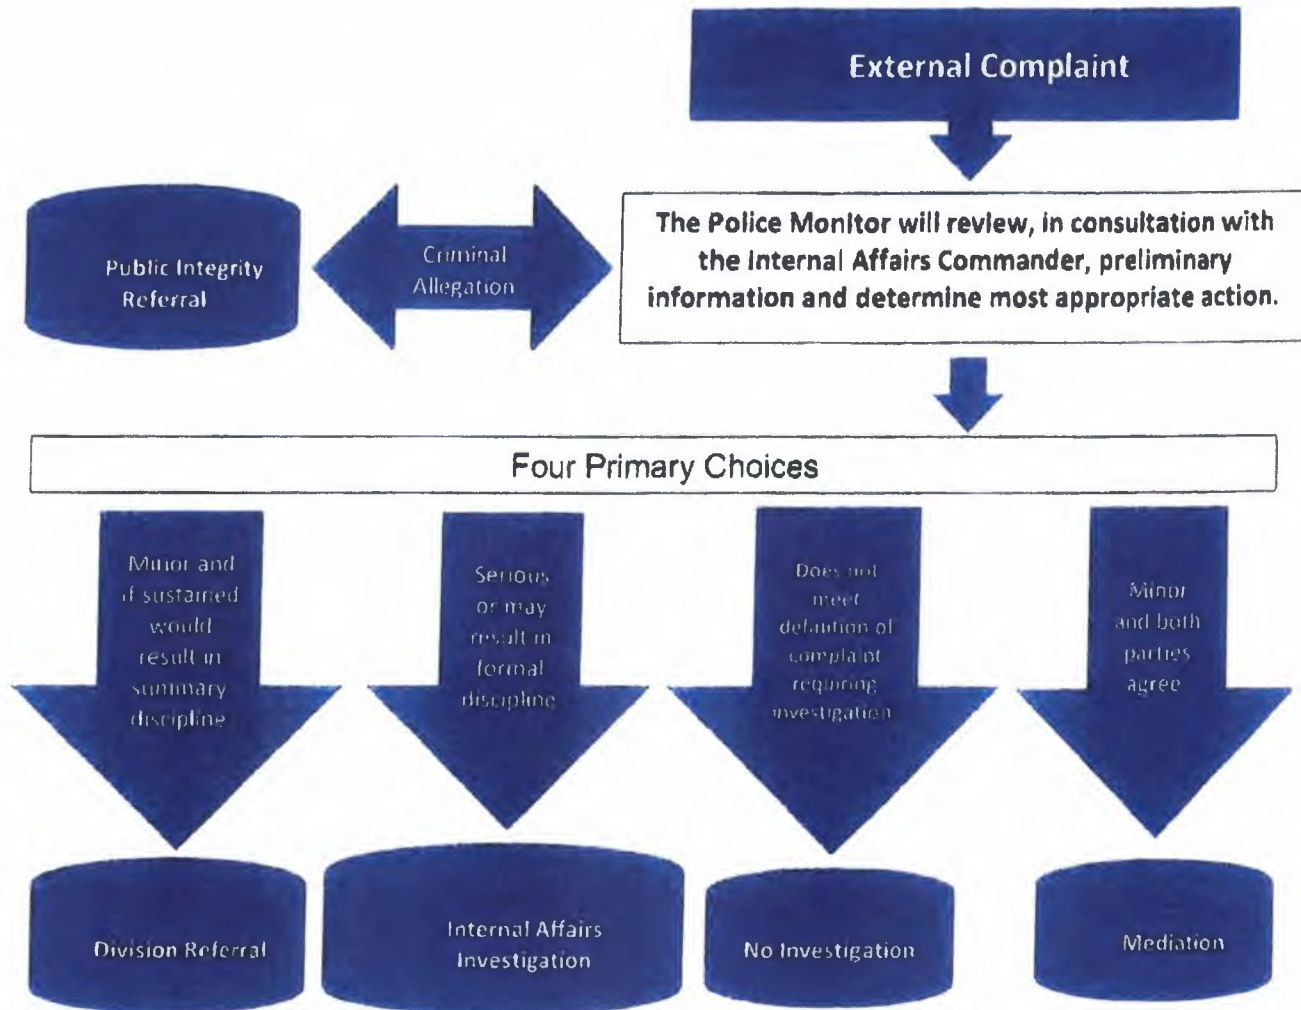 External Complaint
Public Integrity
Referral
Criminal
Allegation
The Police Monitor will review, in consultation with
the Internal Affairs Commander, preliminary
information and determine most appropriate action.
Four Primary Choices
Minor and
if sustained
would
result in
summary
discipline
Serious
or may
result in
formal
discipline
Does not
meet
definition of
complaint
requiring
investigation
Minor
and both
parties
agree
Division Referral
Internal Affairs
Investigation
No Investigation
Mediation